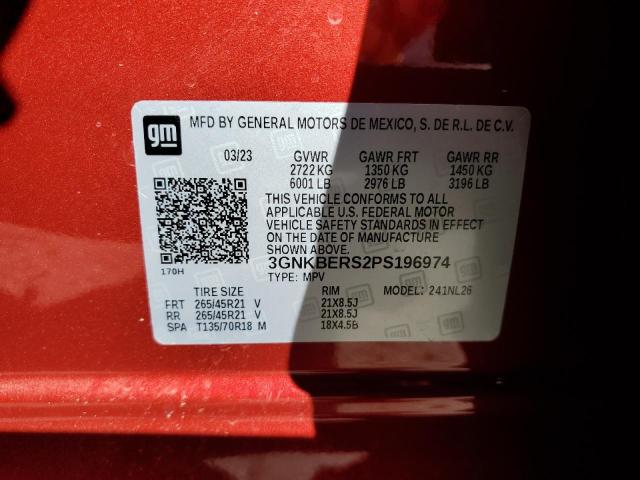 gm
MFD BY GENERAL MOTORS DE MEXICO, S. DE R.L. DE C.V.
03/23 GVWR GAWR FRT GAWR RR
2722 KG 1350 KG 1450 KG
6001 LB 2976 LB 3196 LB
THIS VEHICLE CONFORMS TO ALL
APPLICABLE U.S. FEDERAL MOTOR
VEHICLE SAFETY STANDARDS IN EFFECT
ON THE DATE OF MANUFACTURE
SHOWN ABOVE.
3GNKBERS2PS196974
170H TYPE: MPV
TIRE SIZE RIM MODEL: 241NL26
FRT 265/45R21 V 21X8.5J
RR 265/45R21 V 21X8.5J
SPA T135/70R18 M 18X4.5B